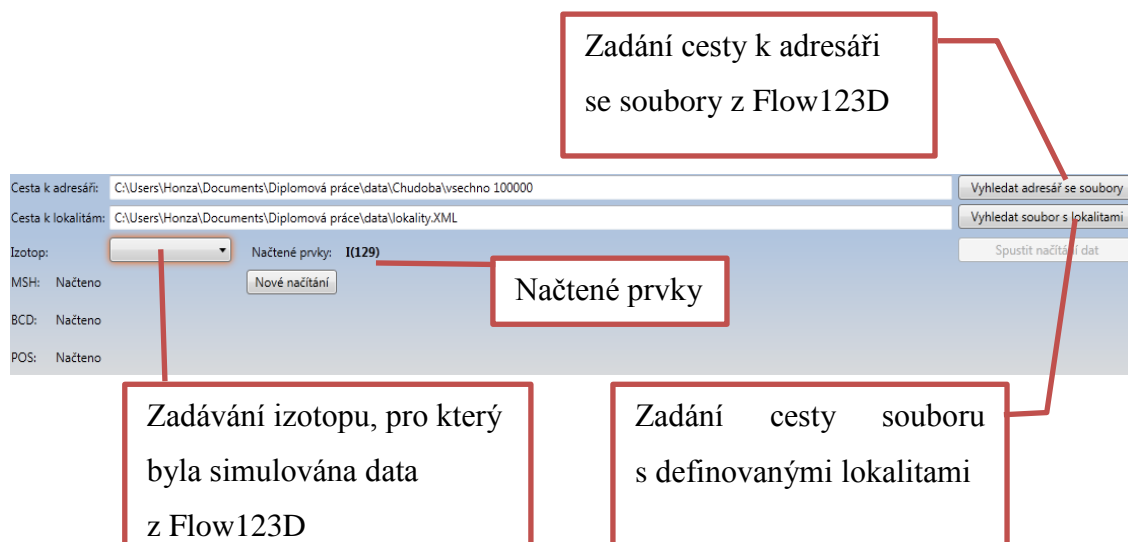 Zadání cesty k adresáři
se soubory z Flow123D
Cesta k adresáři: C:\Users\Honza\Documents\Diplomová práce\data\Chudoba\vsechno 100000 Vyhledat adresář se soubory
Cesta k lokalitám: C:\Users\Honza\Documents\Diplomová práce\data\lokality.XML Vyhledat soubor s lokalitami
Izotop: Načtené prvky: I(129) Spustit načítání dat
MSH: Načteno Nové načítání
Načtené prvky
BCD: Načteno
POS: Načteno
Zadávání izotopu, pro který
byla simulována data
z Flow123D
Zadání cesty souboru
s definovanými lokalitami